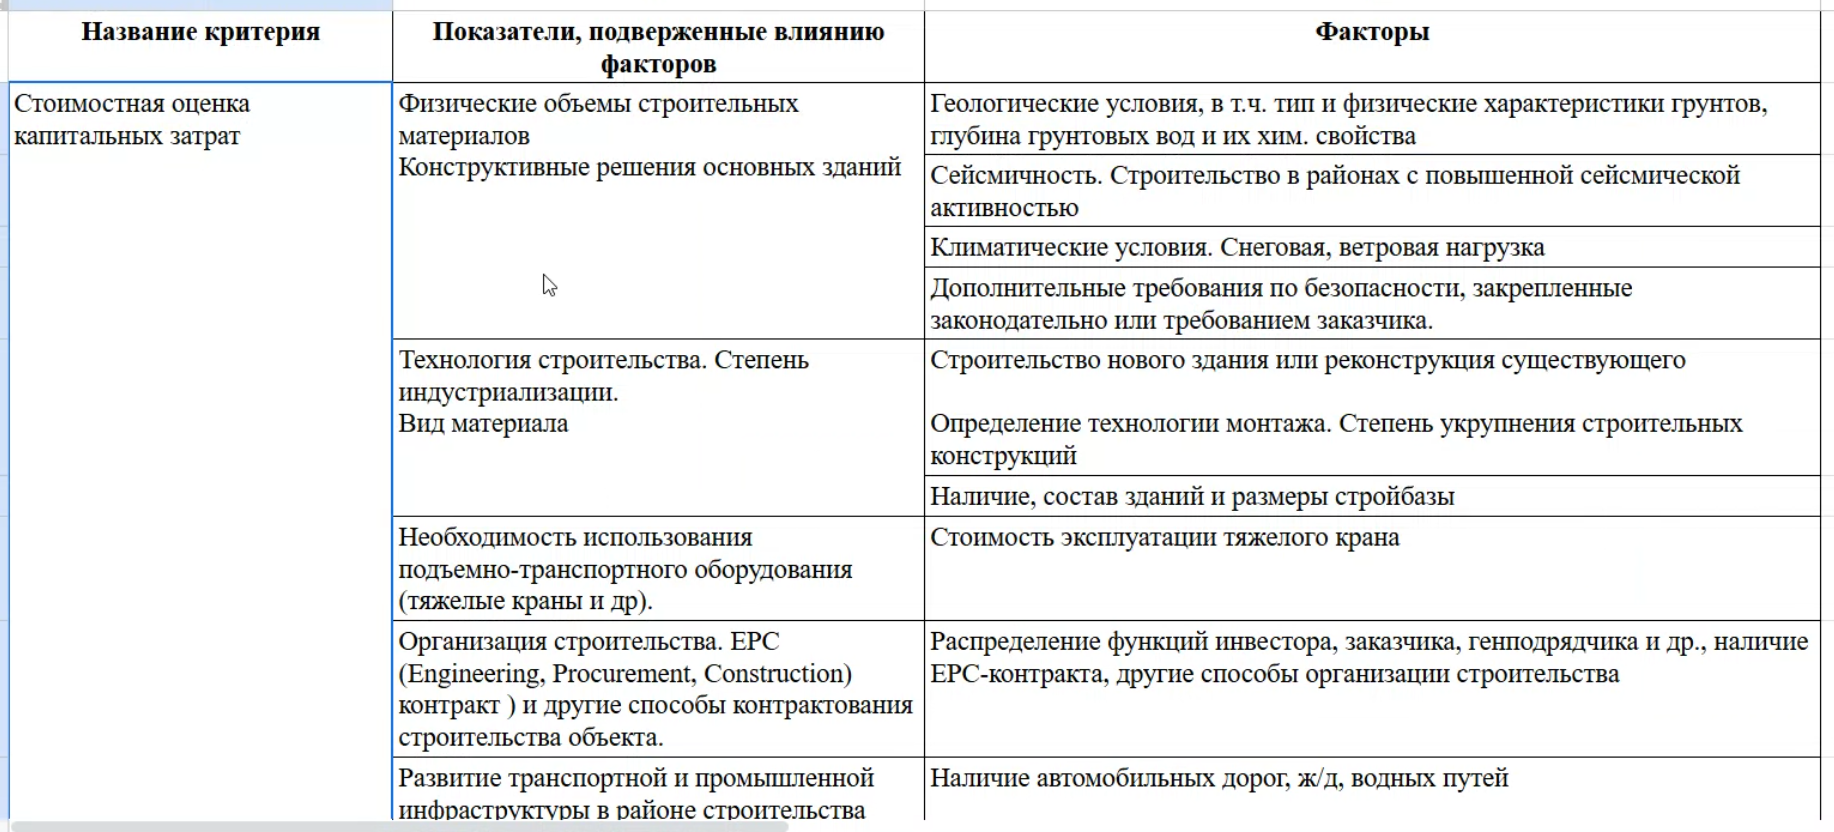 Название критерия
Показатели, подверженные влиянию
факторов
Факторы
Стоимостная оценка
капитальных затрат
Физические объемы строительных
материалов
Конструктивные решения основных зданий
Геологические условия, в т.ч. тип и физические характеристики грунтов,
глубина грунтовых вод и их хим. свойства
Сейсмичность. Строительство в районах с повышенной сейсмической
активностью
Климатические условия. Снеговая, ветровая нагрузка
Дополнительные требования по безопасности, закрепленные
законодательно или требованием заказчика.
Технология строительства. Степень
индустриализации.
Вид материала
Строительство нового здания или реконструкция существующего
Определение технологии монтажа. Степень укрупнения строительных
конструкций
Наличие, состав зданий и размеры стройбазы
Необходимость использования
подъемно-транспортного оборудования
(тяжелые краны и др).
Стоимость эксплуатации тяжелого крана
Организация строительства. EPC
(Engineering, Procurement, Construction)
контракт ) и другие способы контрактования
строительства объекта.
Распределение функций инвестора, заказчика, генподрядчика и др., наличие
EPC-контракта, другие способы организации строительства
Развитие транспортной и промышленной
инфраструктуры в районе строительства
Наличие автомобильных дорог, ж/д, водных путей